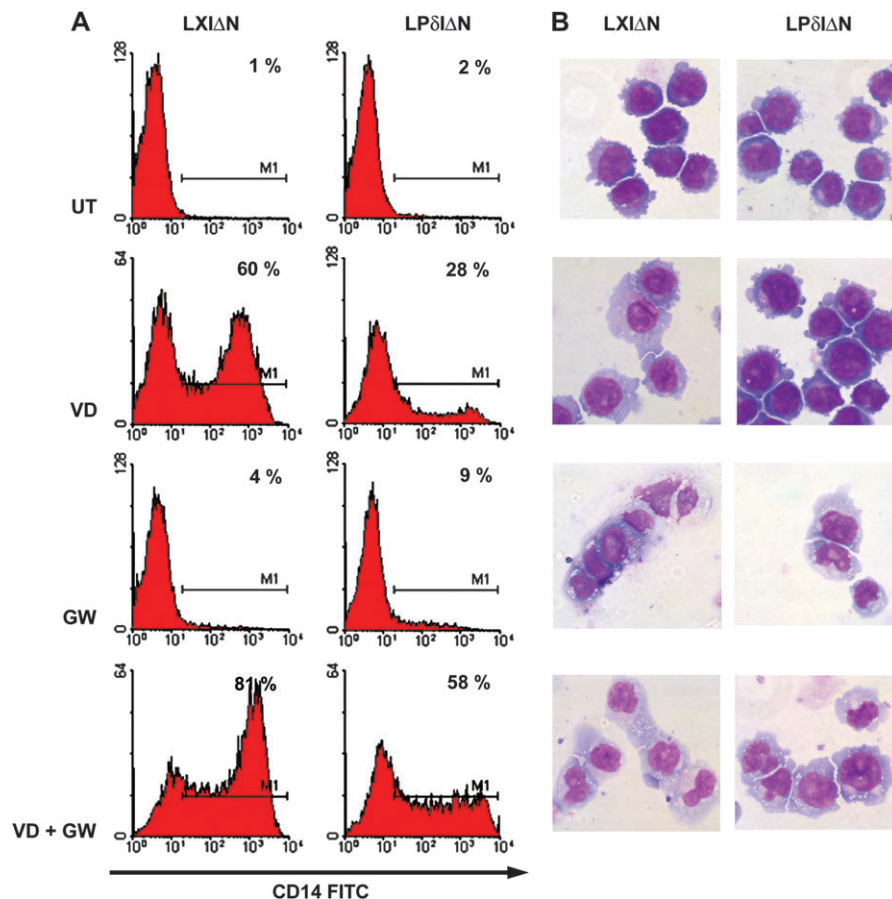 A LXIΔN LPδIΔN B LXIΔN LPδIΔN
128 1 % 128 2 %
M1 M1
UT
0 0
10⁰ 10¹ 10² 10³ 10⁴ 10⁰ 10¹ 10² 10³ 10⁴
64 60 % 128 28 %
M1 M1
VD
0 0
10⁰ 10¹ 10² 10³ 10⁴ 10⁰ 10¹ 10² 10³ 10⁴
128 4 % 128 9 %
M1 M1
GW
0 0
10⁰ 10¹ 10² 10³ 10⁴ 10⁰ 10¹ 10² 10³ 10⁴
64 81 % 64 58 %
M1 M1
VD + GW
0 0
10⁰ 10¹ 10² 10³ 10⁴ 10⁰ 10¹ 10² 10³ 10⁴
CD14 FITC